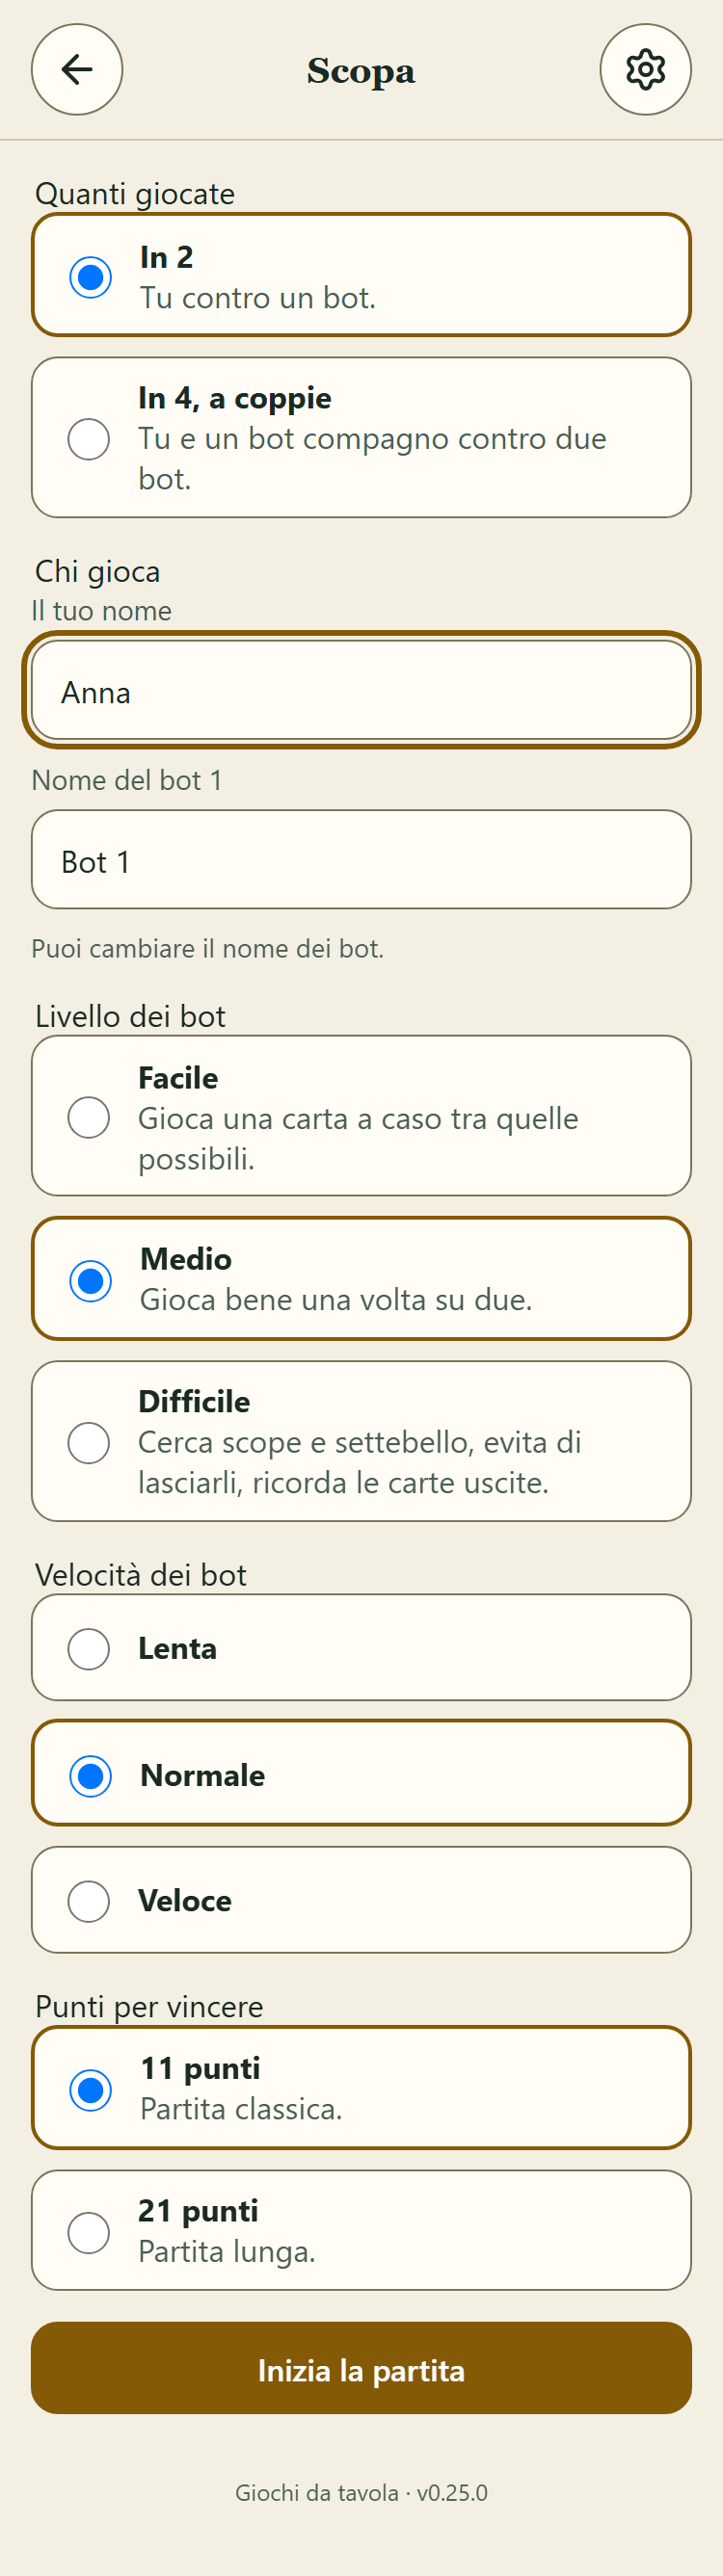 Scopa
Quanti giocate
In 2
Tu contro un bot.
In 4, a coppie
Tu e un bot compagno contro due
bot.
Chi gioca
Il tuo nome
Anna
Nome del bot 1
Bot 1
Puoi cambiare il nome dei bot.
Livello dei bot
Facile
Gioca una carta a caso tra quelle
possibili.
Medio
Gioca bene una volta su due.
Difficile
Cerca scope e settebello, evita di
lasciarli, ricorda le carte uscite.
Velocità dei bot
Lenta
Normale
Veloce
Punti per vincere
11 punti
Partita classica.
21 punti
Partita lunga.
Inizia la partita
Giochi da tavola · v0.25.0